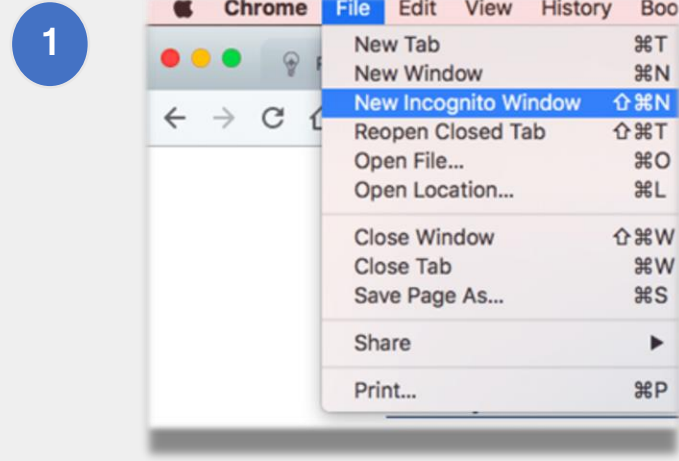 1
Chrome File Edit View History Boo
New Tab ⌘T
New Window ⌘N
New Incognito Window ⇧⌘N
Reopen Closed Tab ⇧⌘T
Open File... ⌘O
Open Location... ⌘L
Close Window ⇧⌘W
Close Tab ⌘W
Save Page As... ⌘S
Share ▶
Print... ⌘P